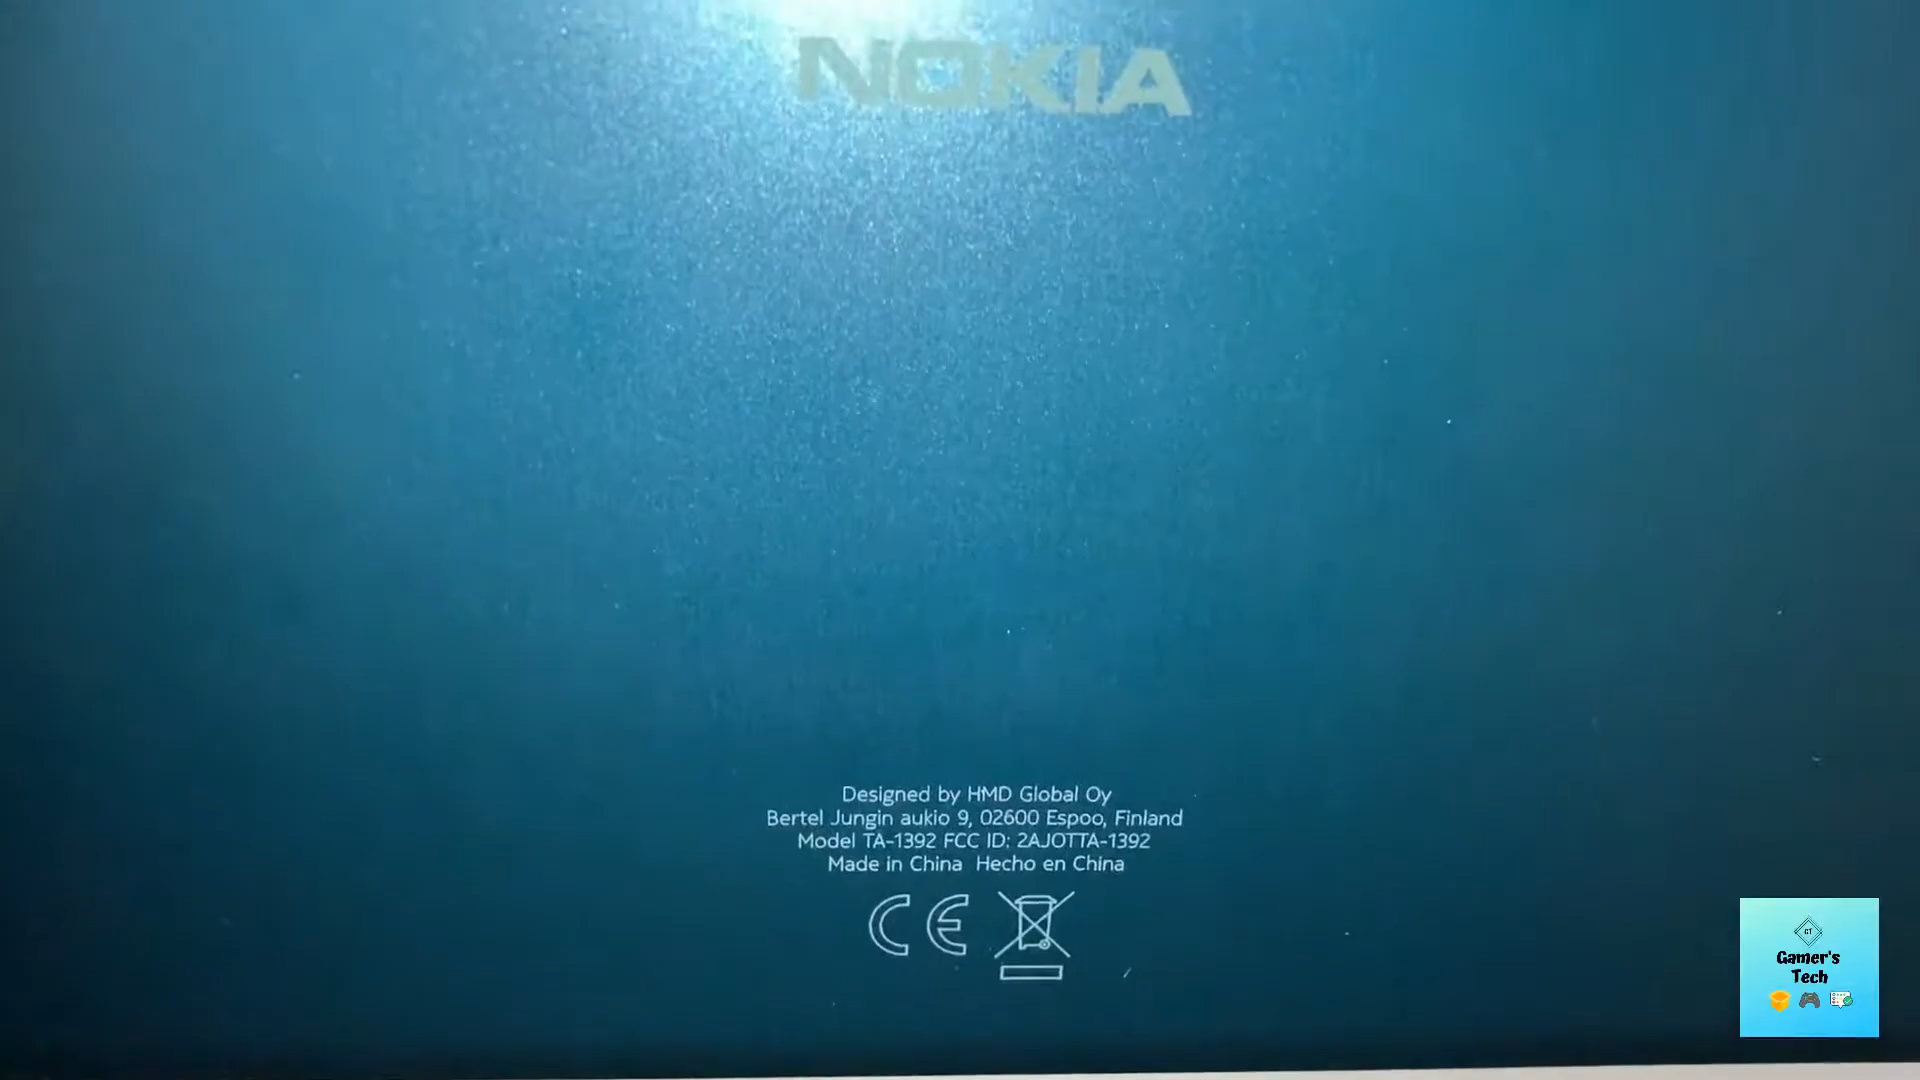 NOKIA
Designed by HMD Global Oy
Bertel Jungin aukio 9, 02600 Espoo, Finland
Model TA-1392 FCC ID: 2AJOTTA-1392
Made in China Hecho en China
CE
GT
Gamer's
Tech